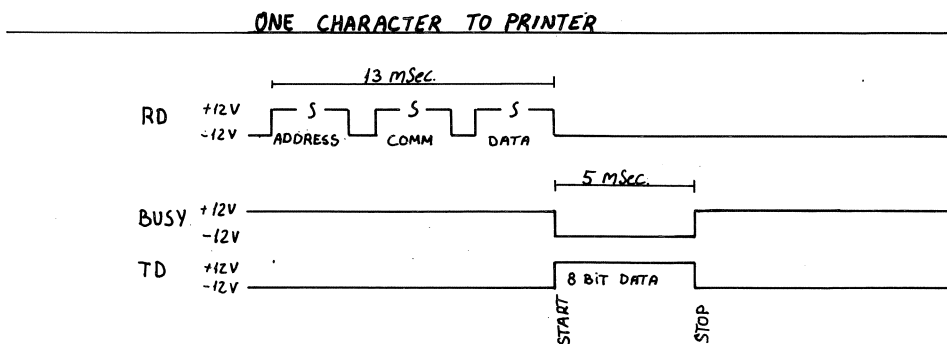 ONE CHARACTER TO PRINTER
13 mSec.
RD +12V S S S
-12V
ADDRESS COMM DATA
5 mSec.
BUSY +12V
-12V
TD +12V 8 BiT DATA
-12V
START STOP